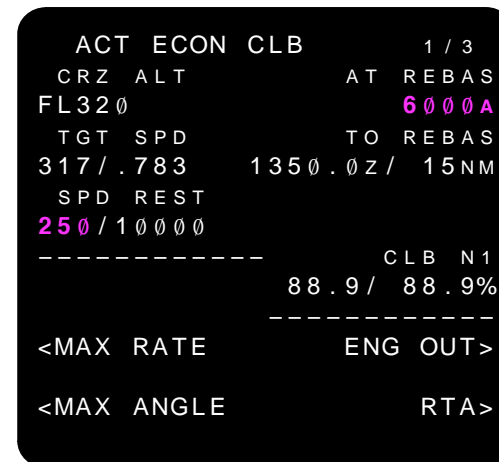 ACT ECON CLB 1/3
CRZ ALT AT REBAS
FL320 6000A
TGT SPD TO REBAS
317/.783 1350.0Z/ 15NM
SPD REST
250/10000
------------ CLB N1
88.9/ 88.9%
------------
<MAX RATE ENG OUT>
<MAX ANGLE RTA>